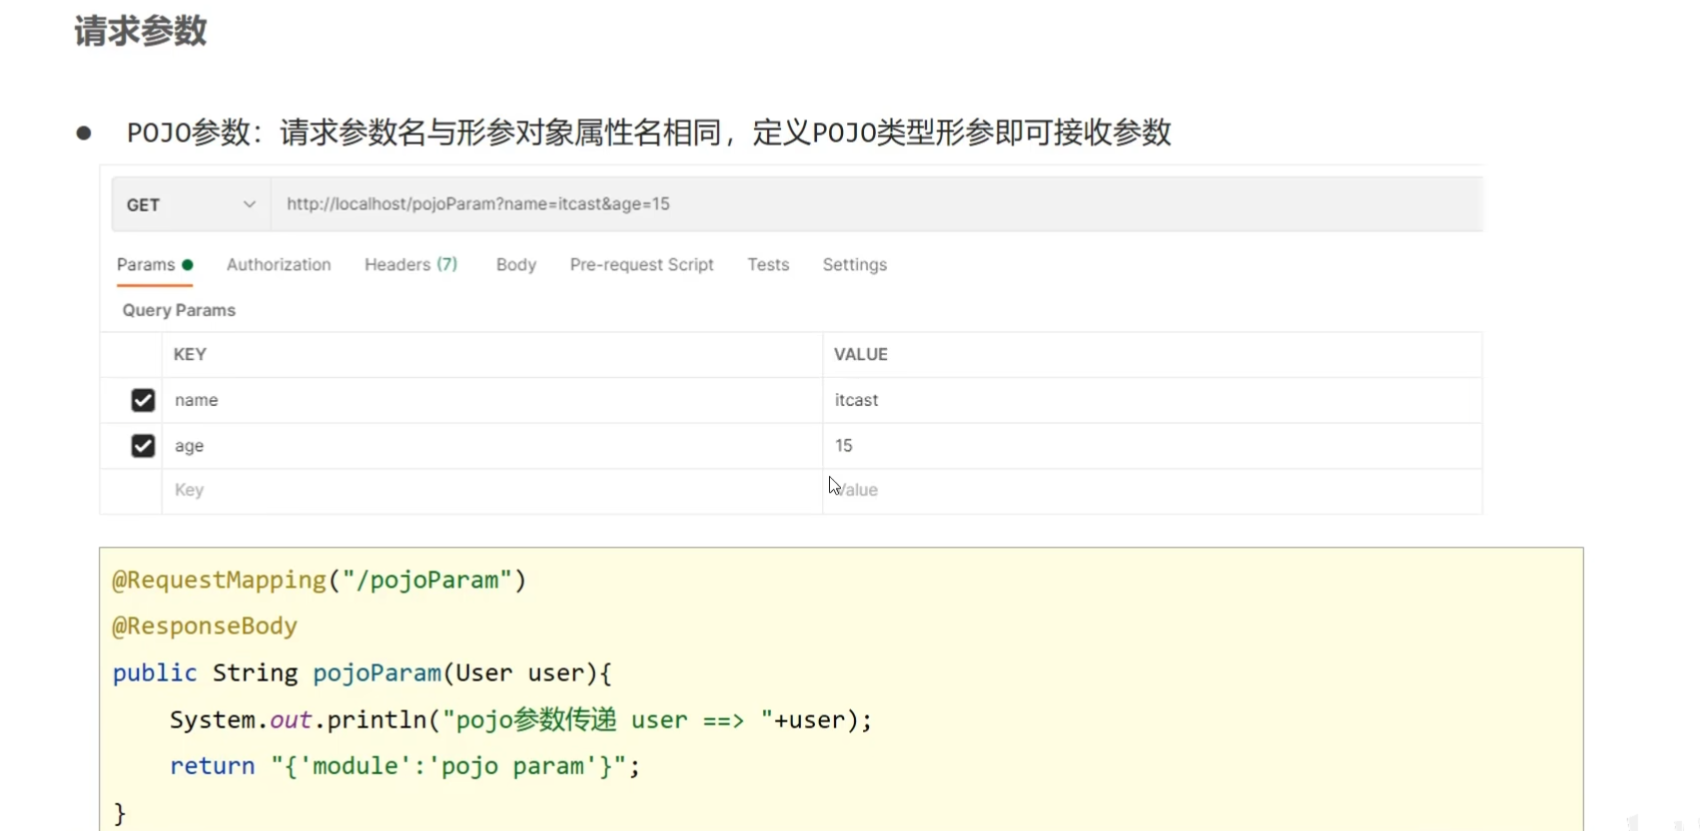 请求参数
● POJO参数：请求参数名与形参对象属性名相同，定义POJO类型形参即可接收参数
GET http://localhost/pojoParam?name=itcast&age=15
Params Authorization Headers (7) Body Pre-request Script Tests Settings
Query Params
KEY VALUE
name itcast
age 15
Key Value
@RequestMapping("/pojoParam")
@ResponseBody
public String pojoParam(User user){
System.out.println("pojo参数传递 user ==> "+user);
return "{'module':'pojo param'}";
}